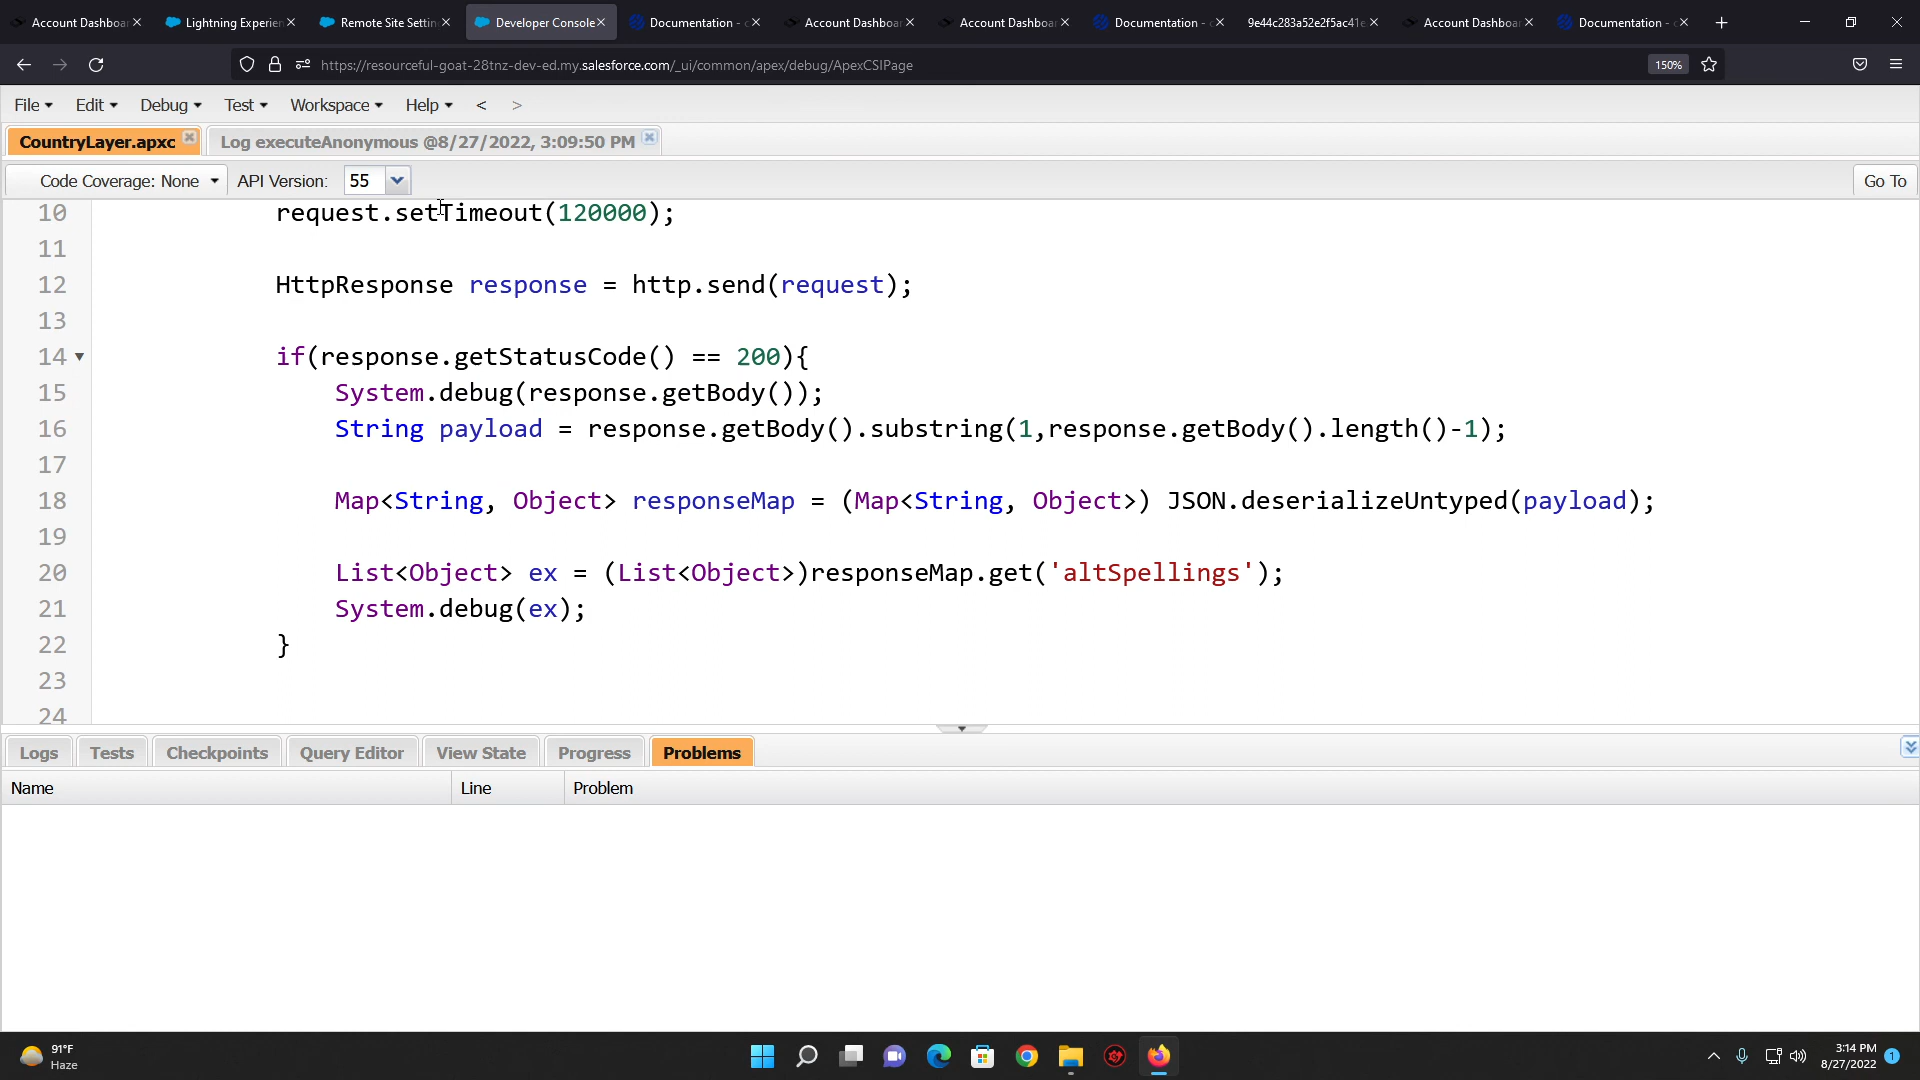 Account Dashboar Lightning Experien Remote Site Settin Developer Console Documentation - c Account Dashboar Account Dashboar Documentation - c 9e44c283a52e2f5ac41e Account Dashboar Documentation - c
https://resourceful-goat-28tnz-dev-ed.my.salesforce.com/_ui/common/apex/debug/ApexCSIPage 150%
File Edit Debug Test Workspace Help < >
CountryLayer.apxc Log executeAnonymous @8/27/2022, 3:09:50 PM
Code Coverage: None API Version: 55 Go To
10 request.setTimeout(120000);
11
12 HttpResponse response = http.send(request);
13
14 if(response.getStatusCode() == 200){
15 System.debug(response.getBody());
16 String payload = response.getBody().substring(1,response.getBody().length()-1);
17
18 Map<String, Object> responseMap = (Map<String, Object>) JSON.deserializeUntyped(payload);
19
20 List<Object> ex = (List<Object>)responseMap.get('altSpellings');
21 System.debug(ex);
22 }
23
24
Logs Tests Checkpoints Query Editor View State Progress Problems
Name Line Problem
91°F
Haze
3:14 PM
8/27/2022 1